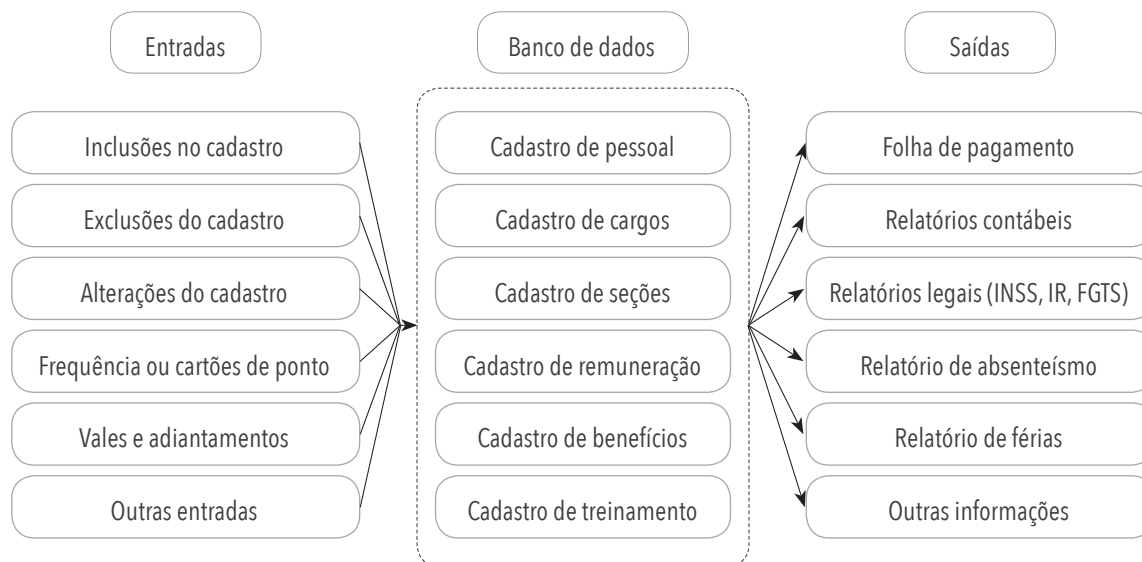 Entradas
Banco de dados
Saídas
Inclusões no cadastro
Cadastro de pessoal
Folha de pagamento
Exclusões do cadastro
Cadastro de cargos
Relatórios contábeis
Alterações do cadastro
Cadastro de seções
Relatórios legais (INSS, IR, FGTS)
Frequência ou cartões de ponto
Cadastro de remuneração
Relatório de absenteísmo
Vales e adiantamentos
Cadastro de benefícios
Relatório de férias
Outras entradas
Cadastro de treinamento
Outras informações